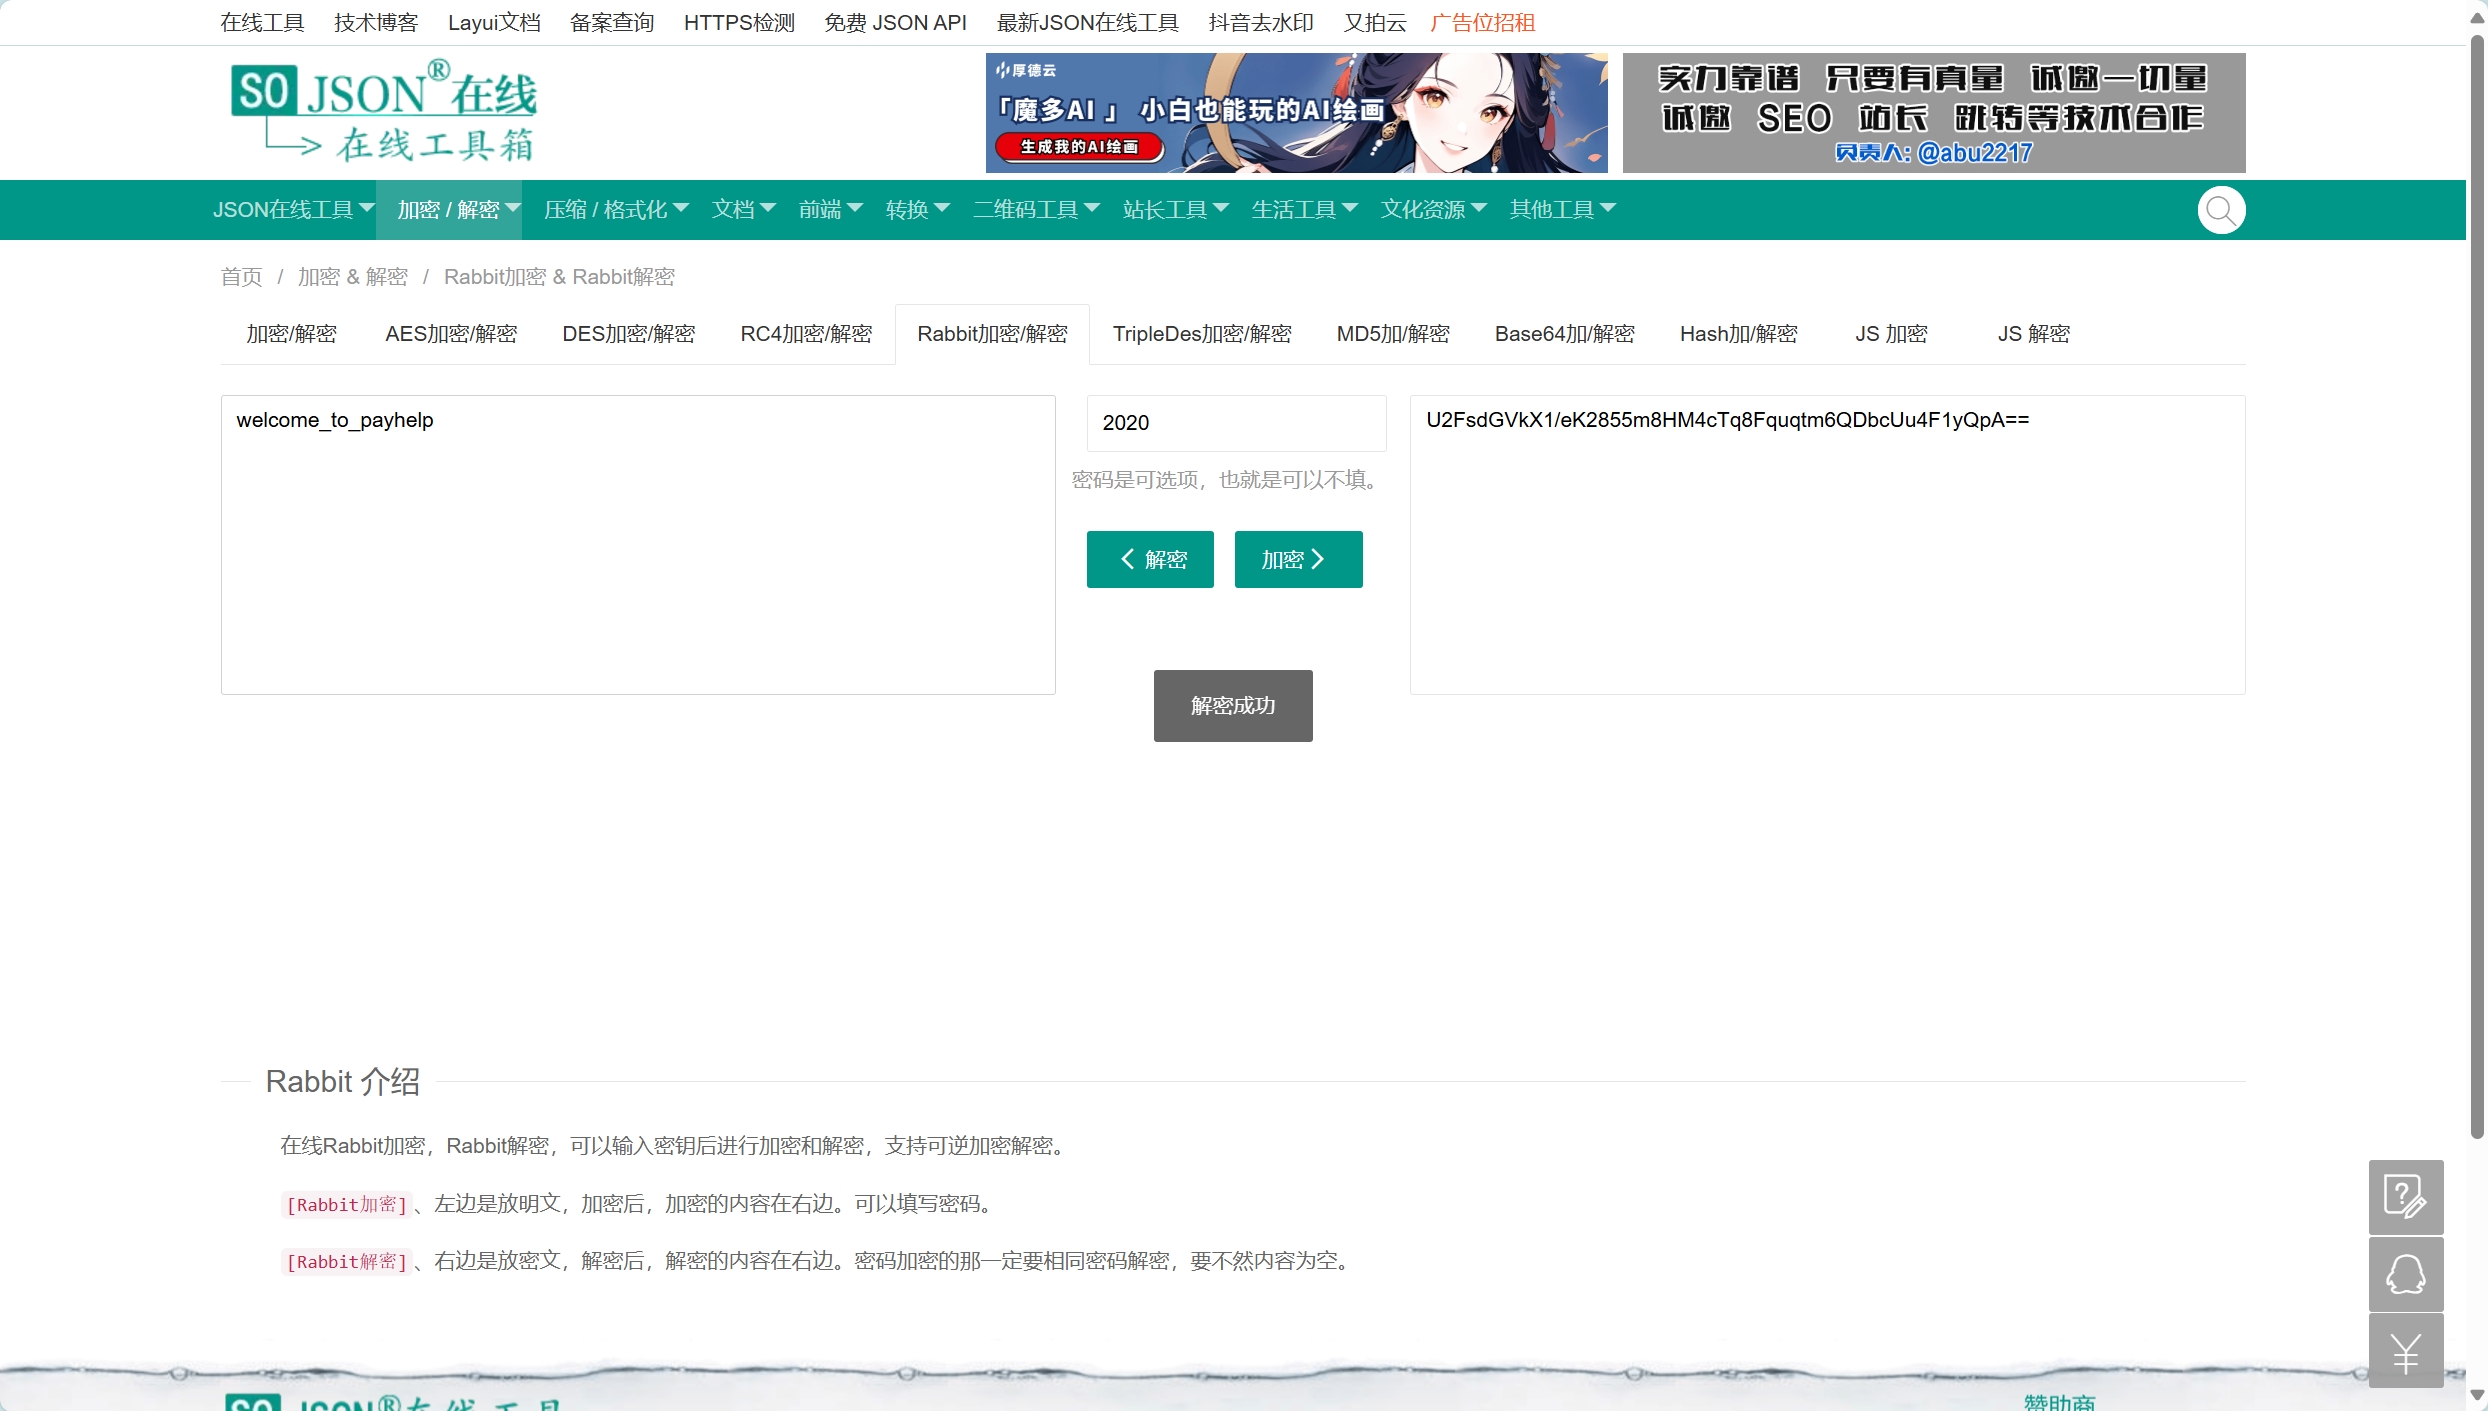 在线工具 技术博客 Layui文档 备案查询 HTTPS检测 免费 JSON API 最新JSON在线工具 抖音去水印 又拍云 广告位招租
SO JSON®在线
在线工具箱
厚德云
「魔多AI 」 小白也能玩的AI绘画
生成我的AI绘画
实力靠谱 只要有真量 诚邀一切量
诚邀 SEO 站长 跳转等技术合作
负责人: @abu2217
JSON在线工具 加密 / 解密 压缩 / 格式化 文档 前端 转换 二维码工具 站长工具 生活工具 文化资源 其他工具
首页 / 加密 & 解密 / Rabbit加密 & Rabbit解密
加密/解密 AES加密/解密 DES加密/解密 RC4加密/解密 Rabbit加密/解密 TripleDes加密/解密 MD5加/解密 Base64加/解密 Hash加/解密 JS 加密 JS 解密
welcome_to_payhelp
2020
密码是可选项，也就是可以不填。
解密 加密
U2FsdGVkX1/eK2855m8HM4cTq8Fquqtm6QDbcUu4F1yQpA==
解密成功
Rabbit 介绍
在线Rabbit加密，Rabbit解密，可以输入密钥后进行加密和解密，支持可逆加密解密。
[Rabbit加密]、左边是放明文，加密后，加密的内容在右边。可以填写密码。
[Rabbit解密]、右边是放密文，解密后，解密的内容在右边。密码加密的那一定要相同密码解密，要不然内容为空。
SO JSON®在线工具
赞助商